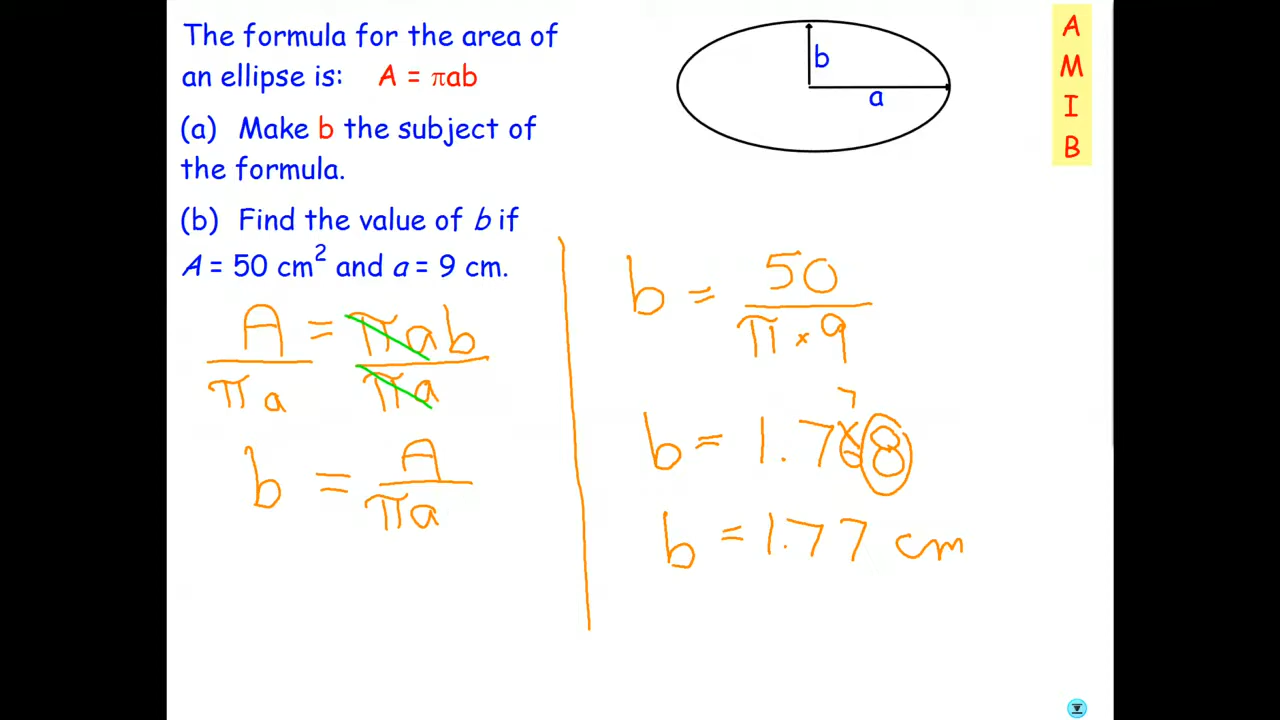 The formula for the area of
an ellipse is: A = πab
(a) Make b the subject of
the formula.
(b) Find the value of b if
A = 50 cm² and a = 9 cm.
b
a
A
M
I
B
A = πab
πa πa
b = A
πa
b = 50
π × 9
7
b = 1.768
b = 1.77 cm